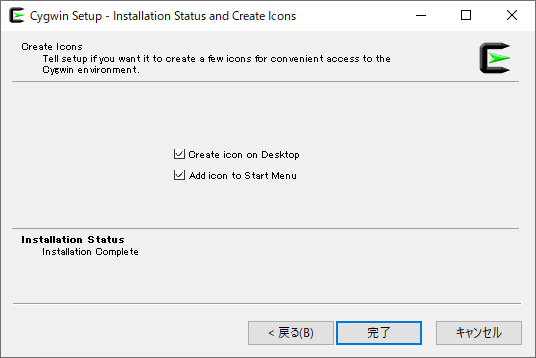 Cygwin Setup - Installation Status and Create Icons
Create Icons
Tell setup if you want it to create a few icons for convenient access to the
Cygwin environment.
Create icon on Desktop
Add icon to Start Menu
Installation Status
Installation Complete
< 戻る(B)
完了
キャンセル